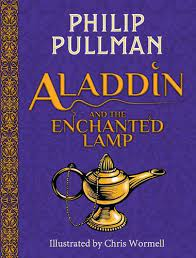 PHILIP
PULLMAN
ALADDIN
AND THE
ENCHANTED
LAMP
Illustrated by Chris Wormell